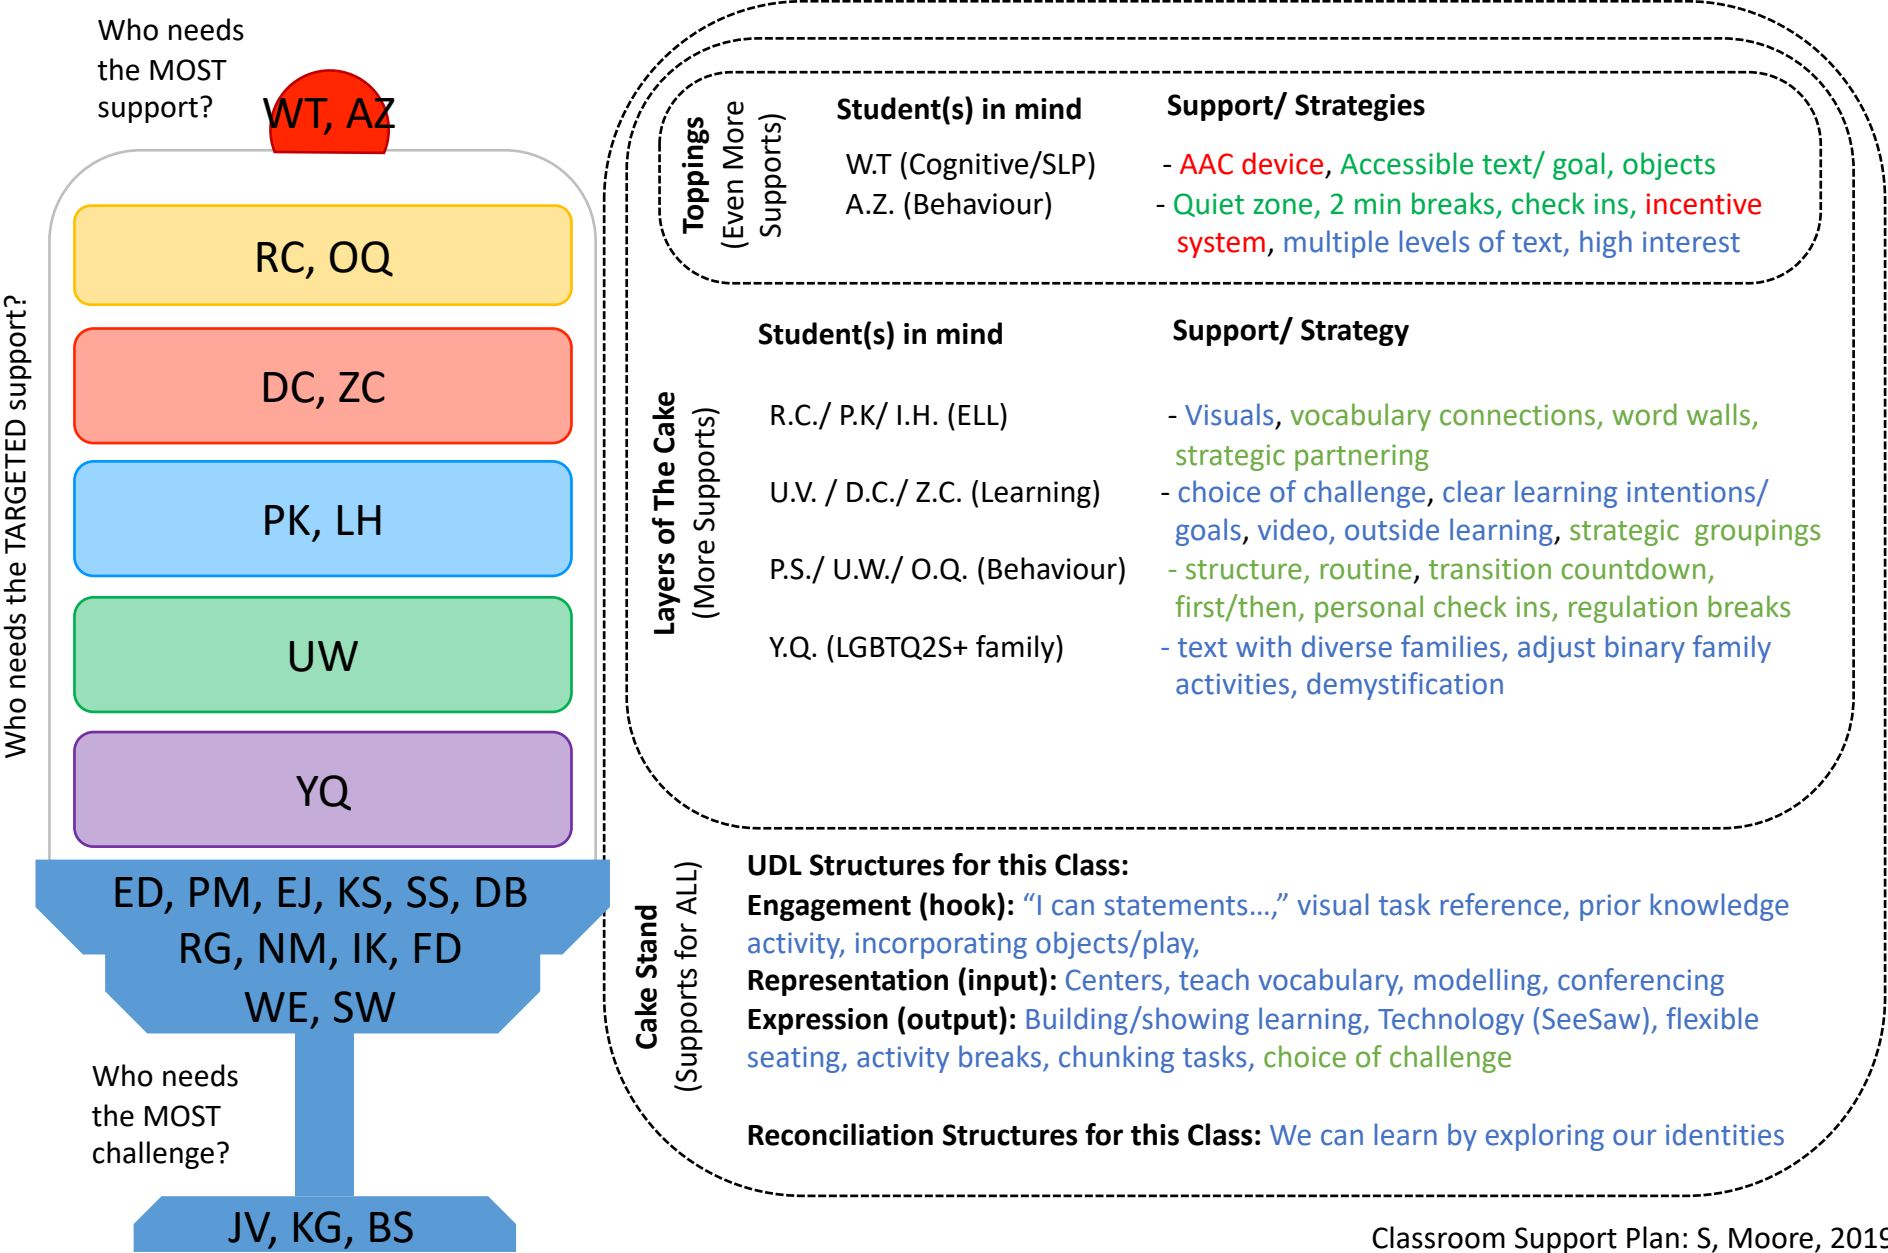 Who needs
the MOST
support?
WT, AZ
Who needs the TARGETED support?
RC, OQ
DC, ZC
PK, LH
UW
YQ
ED, PM, EJ, KS, SS, DB
RG, NM, IK, FD
WE, SW
Who needs
the MOST
challenge?
JV, KG, BS
Toppings
(Even More
Supports)
Student(s) in mind
Support/ Strategies
W.T (Cognitive/SLP)
- AAC device, Accessible text/ goal, objects
A.Z. (Behaviour)
- Quiet zone, 2 min breaks, check ins, incentive
system, multiple levels of text, high interest
Layers of The Cake
(More Supports)
Student(s) in mind
Support/ Strategy
R.C./ P.K/ I.H. (ELL)
- Visuals, vocabulary connections, word walls,
strategic partnering
U.V. / D.C./ Z.C. (Learning)
- choice of challenge, clear learning intentions/
goals, video, outside learning, strategic groupings
P.S./ U.W./ O.Q. (Behaviour)
- structure, routine, transition countdown,
first/then, personal check ins, regulation breaks
Y.Q. (LGBTQ2S+ family)
- text with diverse families, adjust binary family
activities, demystification
Cake Stand
(Supports for ALL)
UDL Structures for this Class:
Engagement (hook): “I can statements…,” visual task reference, prior knowledge
activity, incorporating objects/play,
Representation (input): Centers, teach vocabulary, modelling, conferencing
Expression (output): Building/showing learning, Technology (SeeSaw), flexible
seating, activity breaks, chunking tasks, choice of challenge
Reconciliation Structures for this Class: We can learn by exploring our identities
Classroom Support Plan: S, Moore, 2019